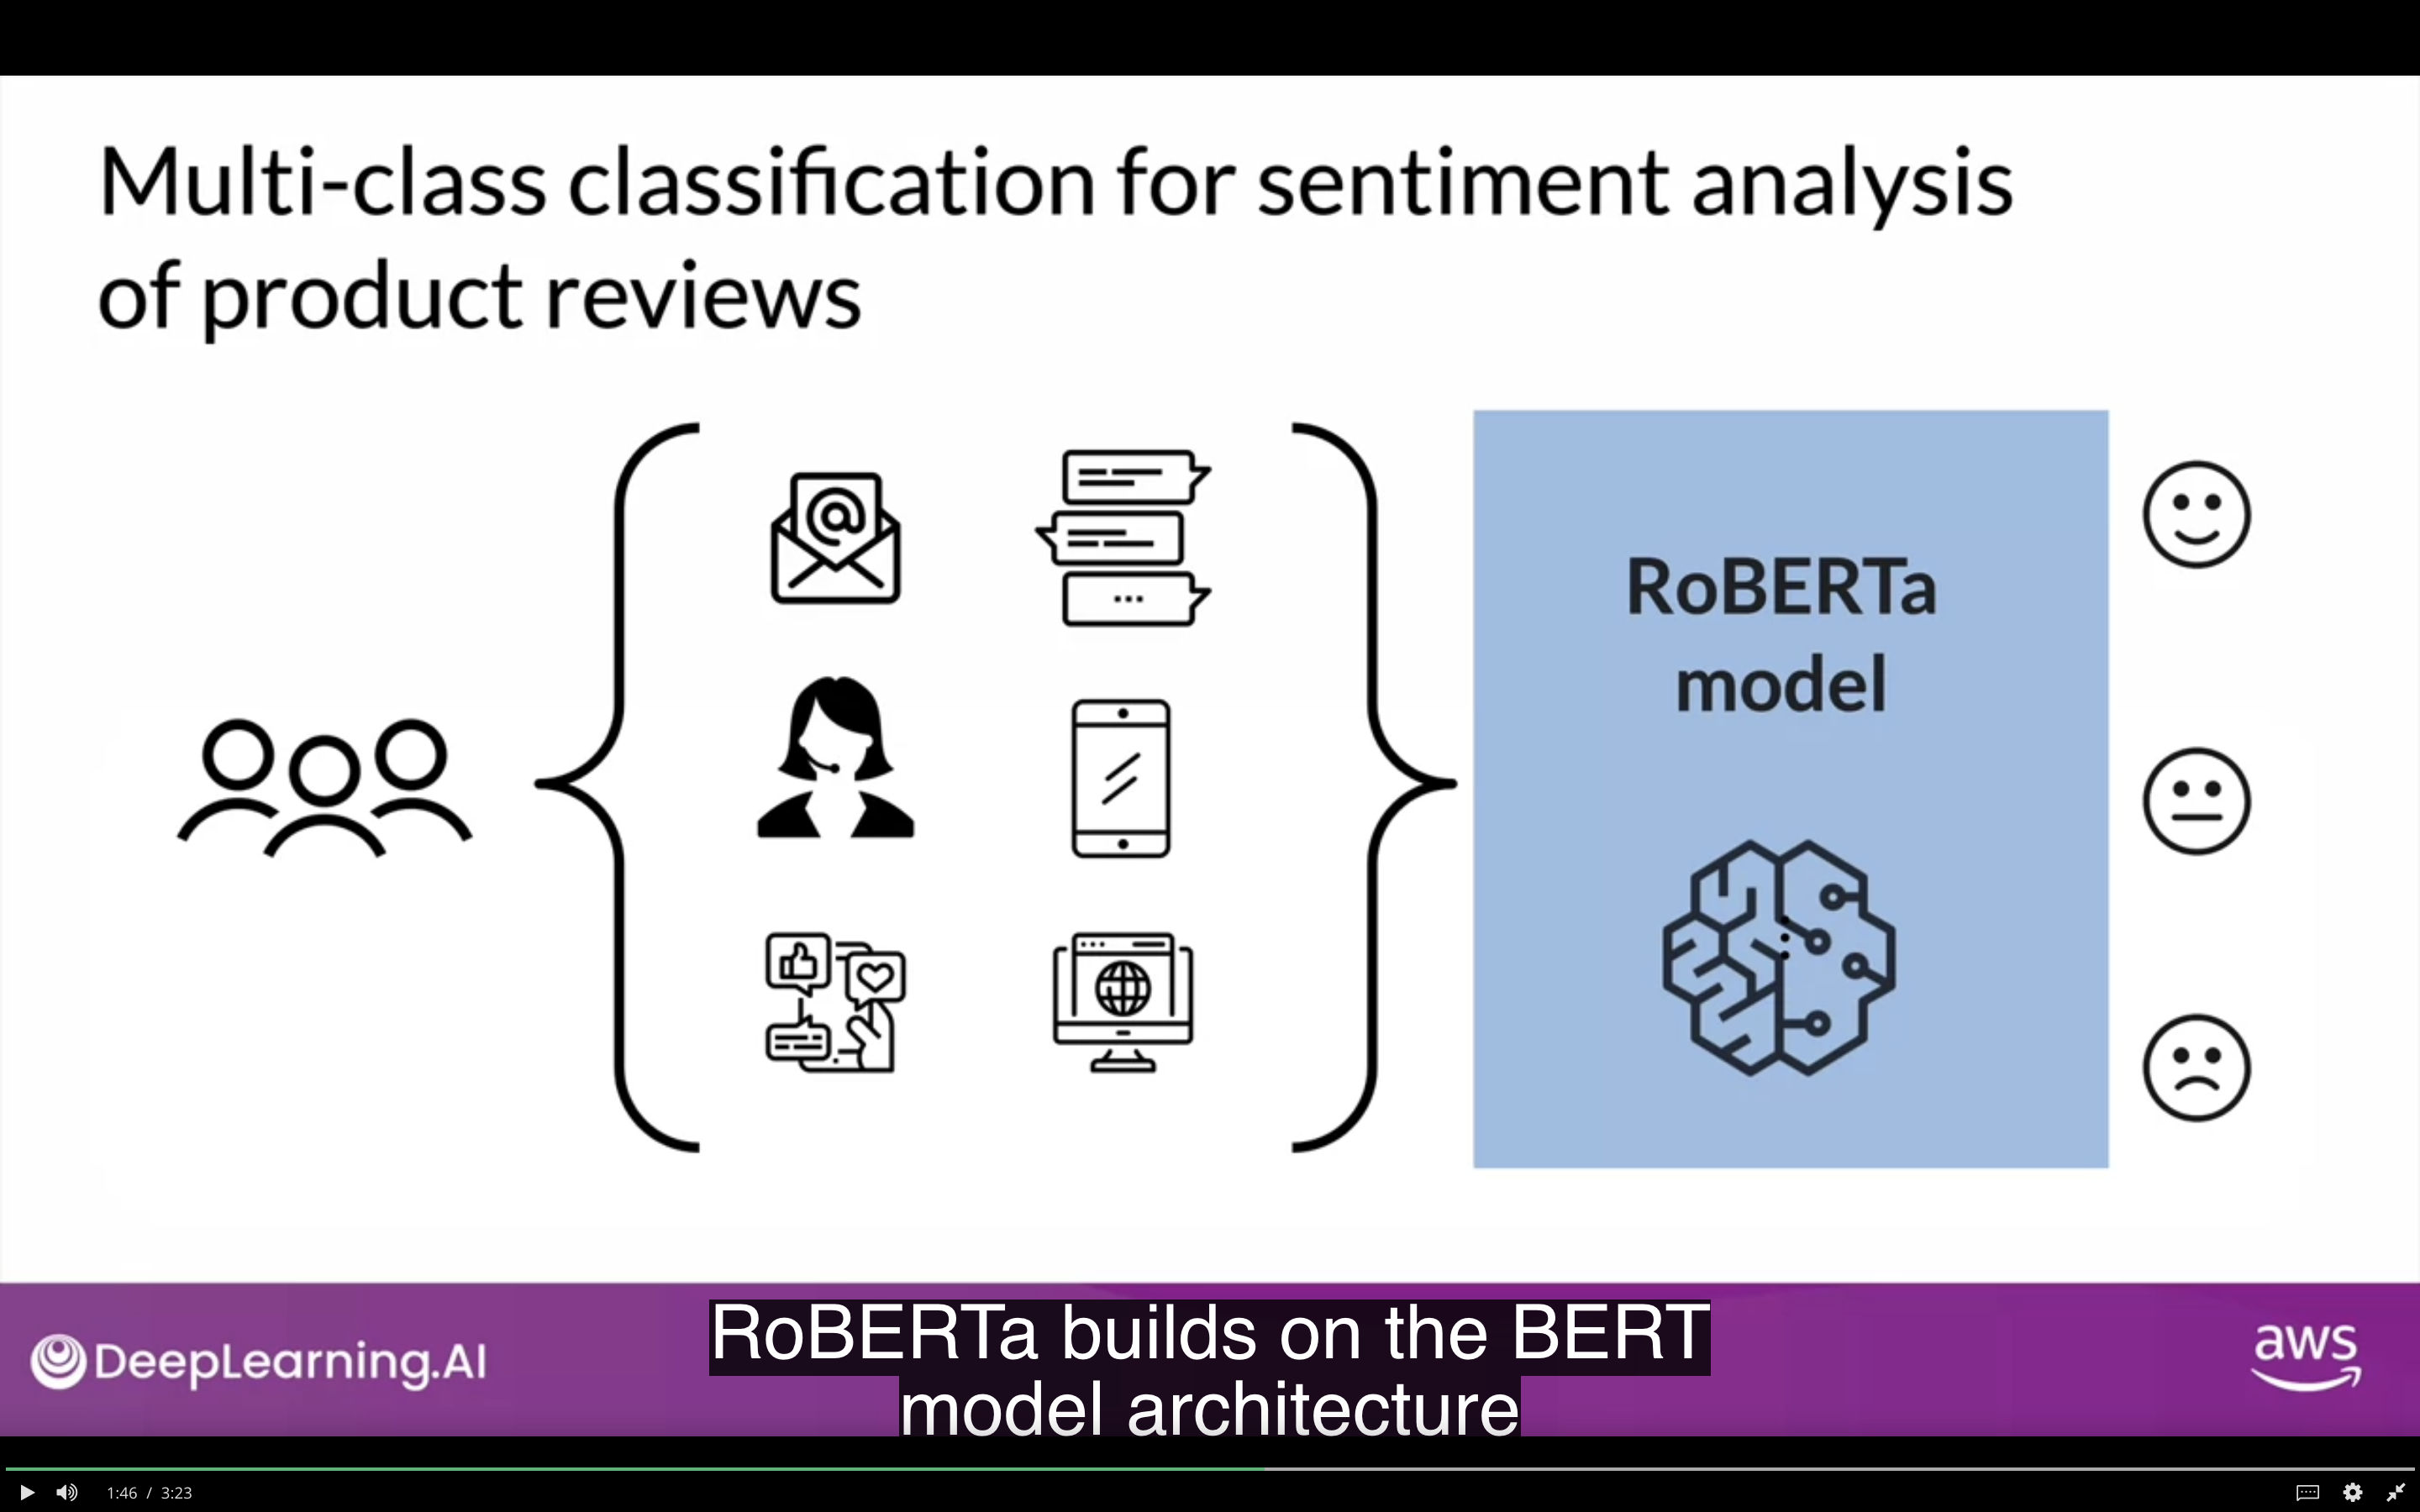 Multi-class classification for sentiment analysis
of product reviews
RoBERTa
model
DeepLearning.AI
RoBERTa builds on the BERT
model architecture
aws
1:46 / 3:23